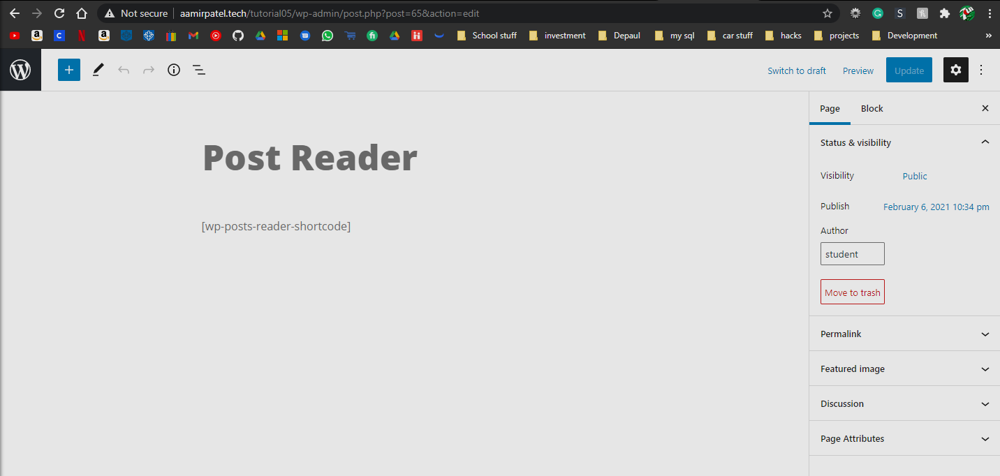 Not secure aamirpatel.tech/tutorial05/wp-admin/post.php?post=65&action=edit
School stuff investment Depaul my sql car stuff hacks projects Development »
Switch to draft Preview Update
Page Block
Status & visibility
Post Reader
Visibility Public
Publish February 6, 2021 10:34 pm
[wp-posts-reader-shortcode]
Author
student
Move to trash
Permalink
Featured image
Discussion
Page Attributes